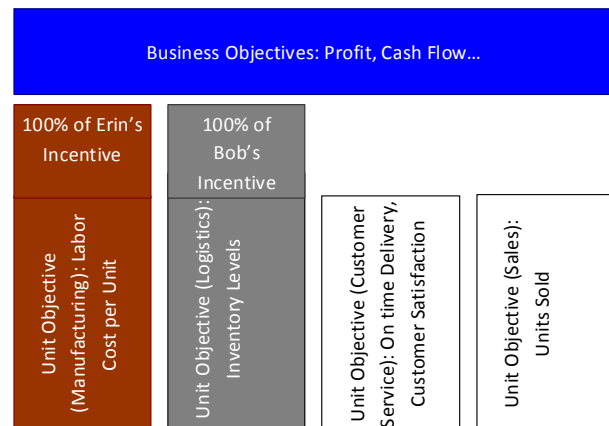 Business Objectives: Profit, Cash Flow…
100% of Erin’s
Incentive
100% of
Bob’s
Incentive
Unit Objective
(Manufacturing): Labor
Cost per Unit
Unit Objective (Logistics):
Inventory Levels
Unit Objective (Customer
Service): On time Delivery,
Customer Satisfaction
Unit Objective (Sales):
Units Sold